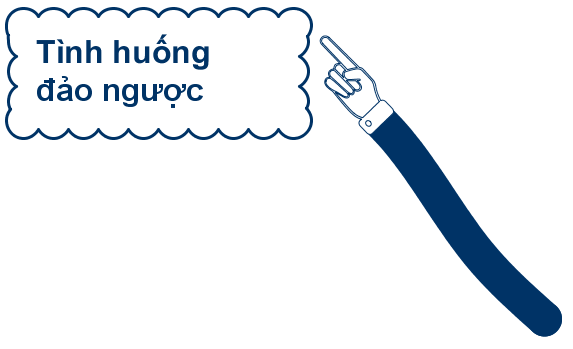 Tình huống
đảo ngược